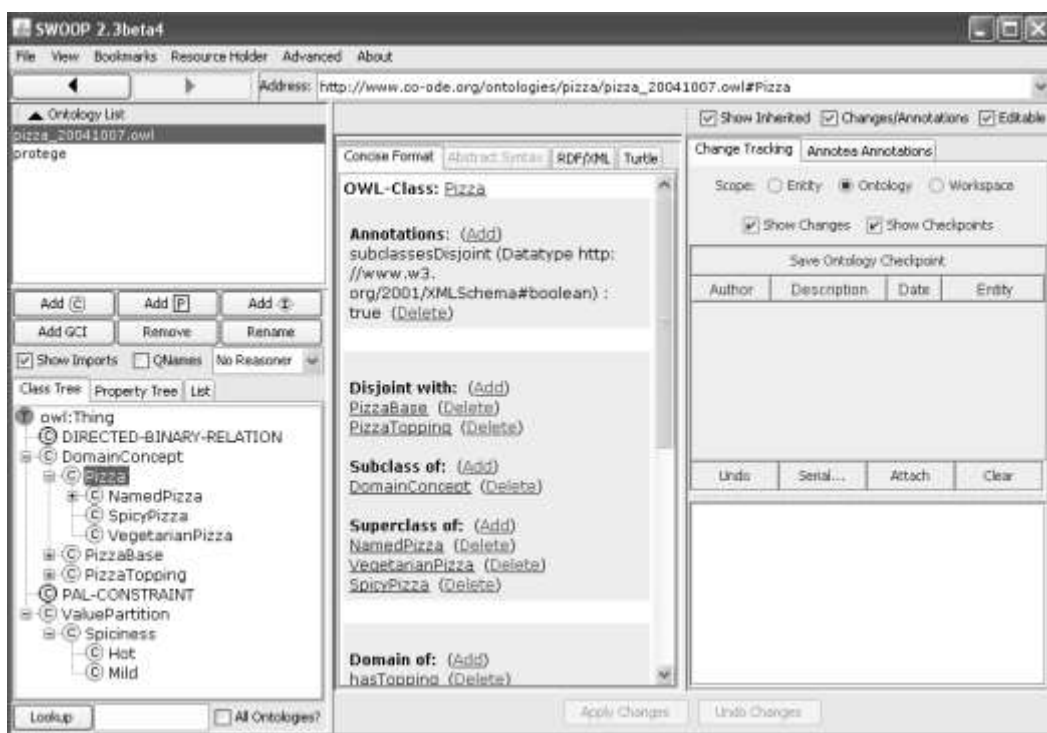 SWOOP 2.3beta4
File View Bookmarks Resource Holder Advanced About
Address: http://www.co-ode.org/ontologies/pizza/pizza_20041007.owl#Pizza
Ontology List
pizza_20041007.owl
protege
Add C Add P Add I
Add GCI Remove Rename
Show Imports QNames No Reasoner
Class Tree Property Tree List
T owl:Thing
C DIRECTED-BINARY-RELATION
C DomainConcept
C Pizza
C NamedPizza
C SpicyPizza
C VegetarianPizza
C PizzaBase
C PizzaTopping
C PAL-CONSTRAINT
C ValuePartition
C Spiciness
C Hot
C Mild
Lookup All Ontologies?
Concise Format Abstract Syntax RDF/XML Turtle
OWL-Class: Pizza
Annotations: (Add)
subclassesDisjoint (Datatype http:
//www.w3.
org/2001/XMLSchema#boolean) :
true (Delete)
Disjoint with: (Add)
PizzaBase (Delete)
PizzaTopping (Delete)
Subclass of: (Add)
DomainConcept (Delete)
Superclass of: (Add)
NamedPizza (Delete)
VegetarianPizza (Delete)
SpicyPizza (Delete)
Domain of: (Add)
hasTopping (Delete)
Show Inherited Changes/Annotations Editable
Change Tracking Annotea Annotations
Scope: Entity Ontology Workspace
Show Changes Show Checkpoints
Save Ontology Checkpoint
Author Description Date Entity
Undo Serial... Attach Clear
Apply Changes Undo Changes